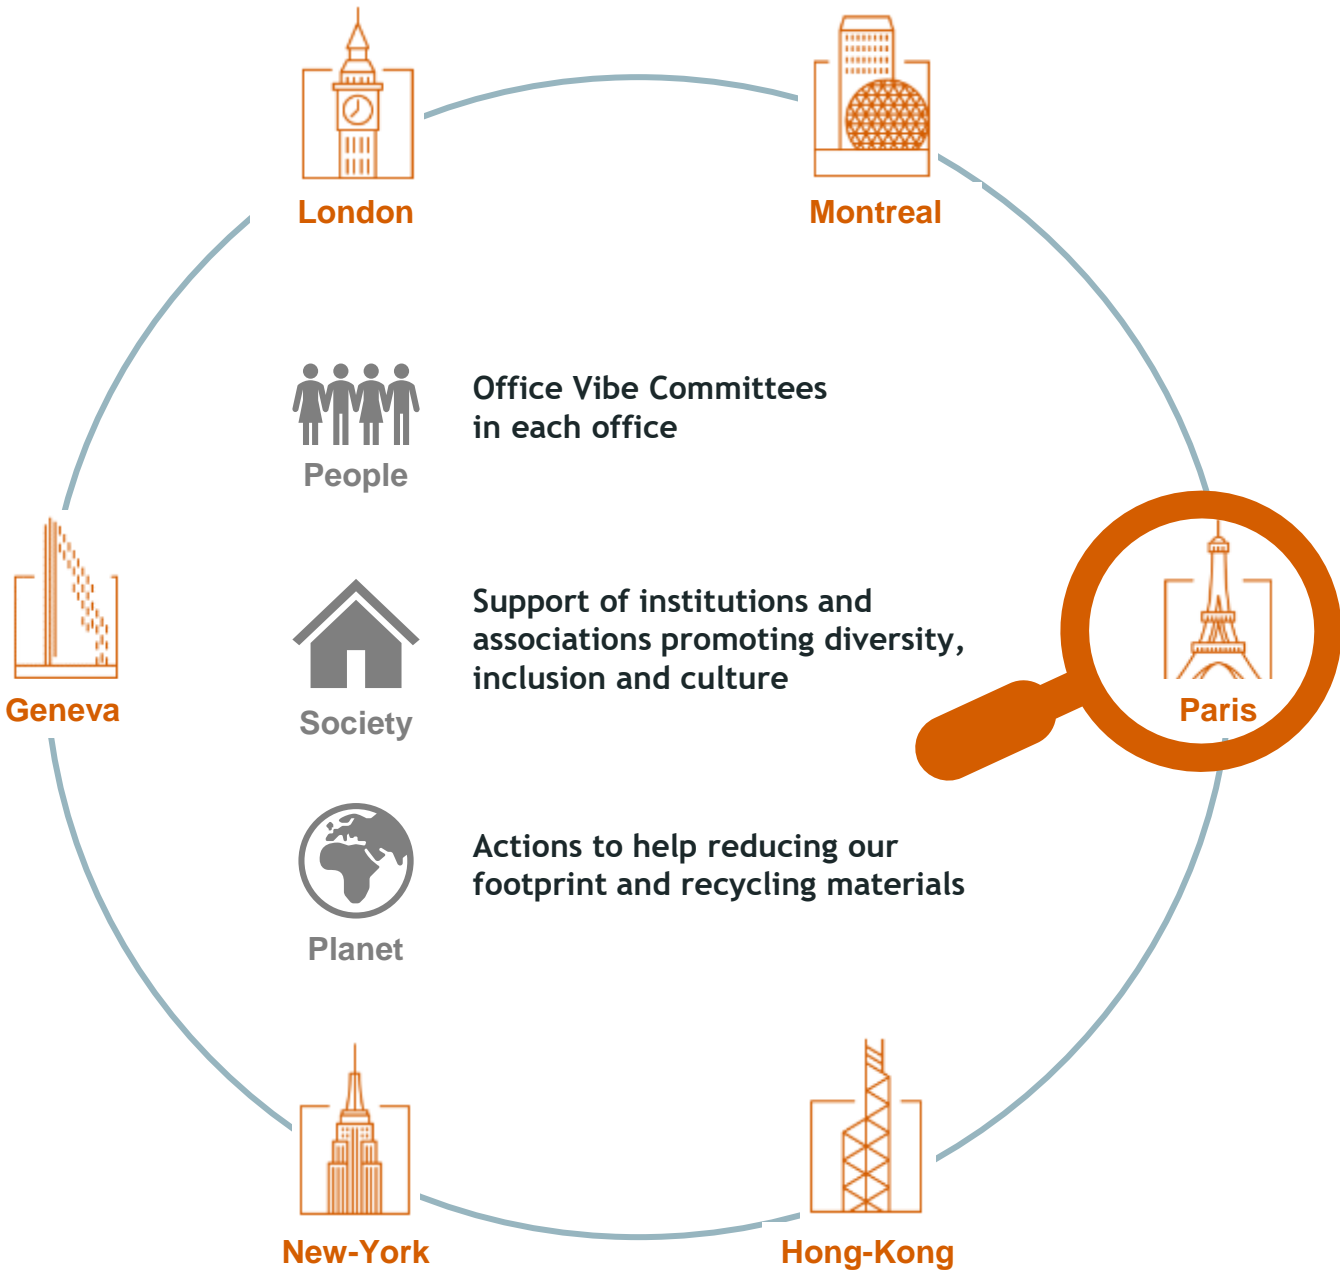 London
Montreal
Office Vibe Committees
in each office
People
Support of institutions and
associations promoting diversity,
inclusion and culture
Society
Geneva
Paris
Actions to help reducing our
footprint and recycling materials
Planet
New-York
Hong-Kong